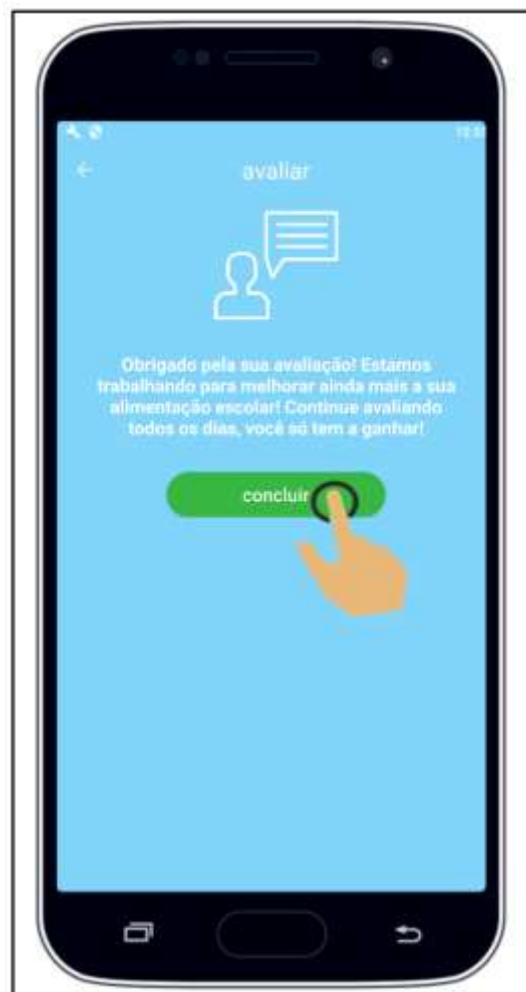 avaliar
Obrigado pela sua avaliação! Estamos
trabalhando para melhorar ainda mais a sua
alimentação escolar! Continue avaliando
todos os dias, você só tem a ganhar!
concluir